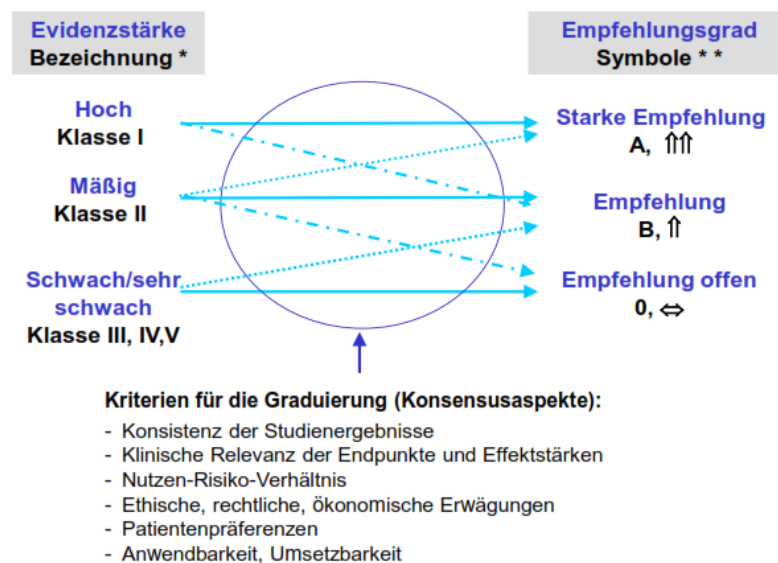 Evidenzstärke
Bezeichnung *
Empfehlungsgrad
Symbole * *
Hoch
Klasse I
Starke Empfehlung
A, ⇑⇑
Mäßig
Klasse II
Empfehlung
B, ⇑
Schwach/sehr
schwach
Klasse III, IV,V
Empfehlung offen
0, ⇔
Kriterien für die Graduierung (Konsensusaspekte):
- Konsistenz der Studienergebnisse
- Klinische Relevanz der Endpunkte und Effektstärken
- Nutzen-Risiko-Verhältnis
- Ethische, rechtliche, ökonomische Erwägungen
- Patientenpräferenzen
- Anwendbarkeit, Umsetzbarkeit